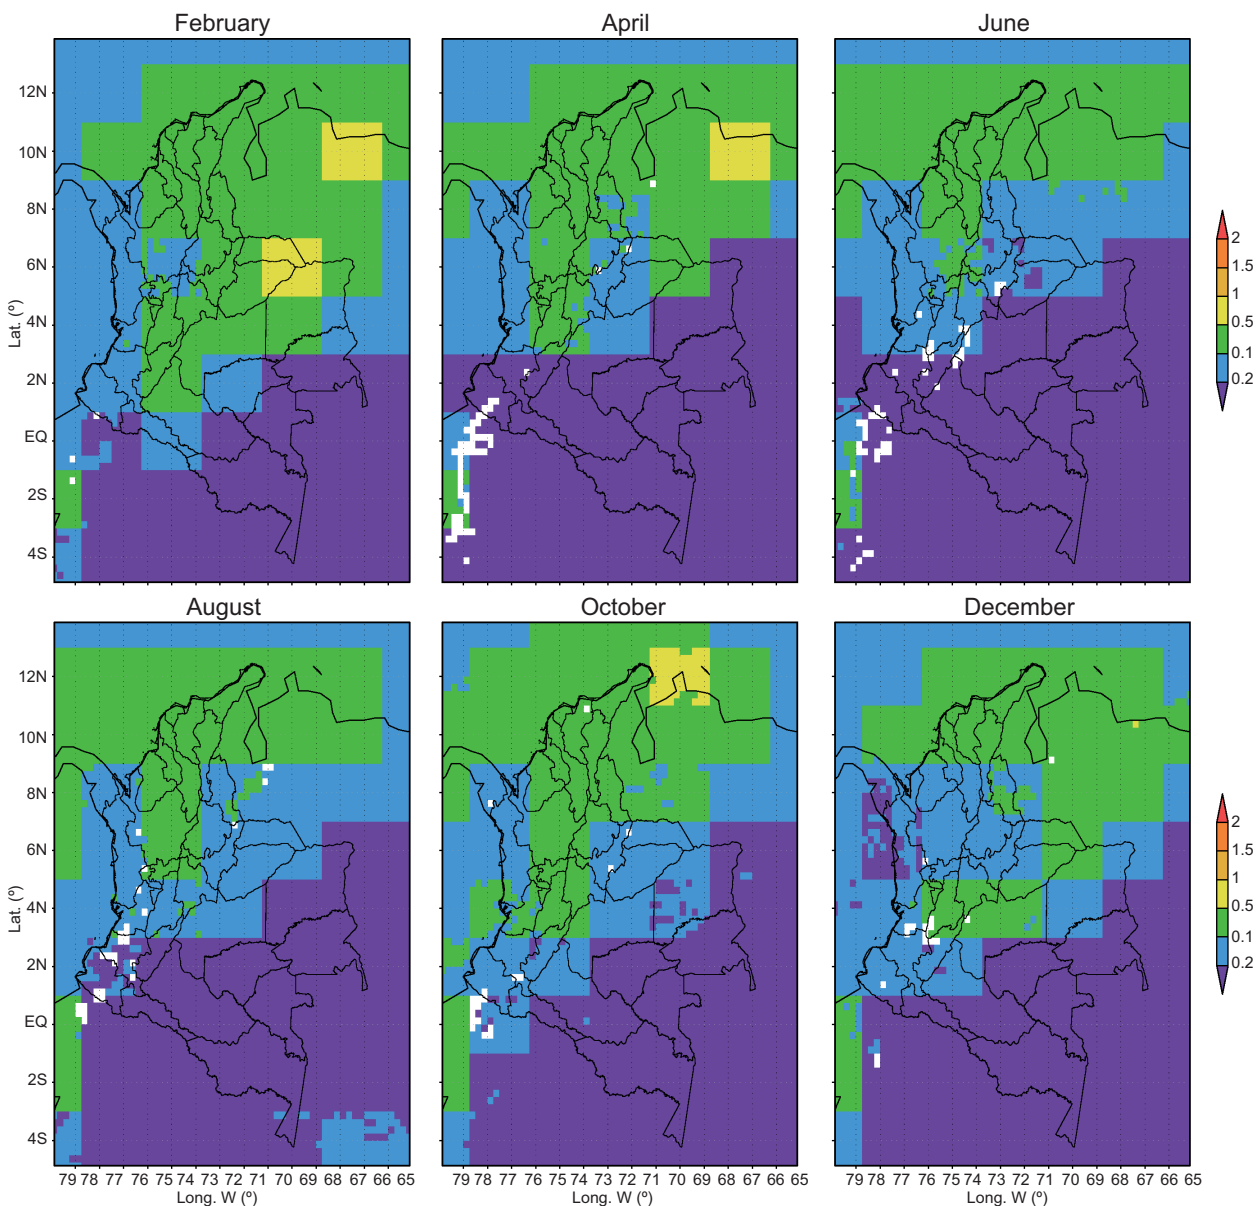 February April June
12N
10N
8N
6N
4N
2N
EQ
2S
4S
Lat. (º)
2
1.5
1
0.5
0.1
0.2
August October December
12N
10N
8N
6N
4N
2N
EQ
2S
4S
Lat. (º)
2
1.5
1
0.5
0.1
0.2
79 78 77 76 75 74 73 72 71 70 69 68 67 66 65 79 78 77 76 75 74 73 72 71 70 69 68 67 66 65 79 78 77 76 75 74 73 72 71 70 69 68 67 66 65
Long. W (º) Long. W (º) Long. W (º)